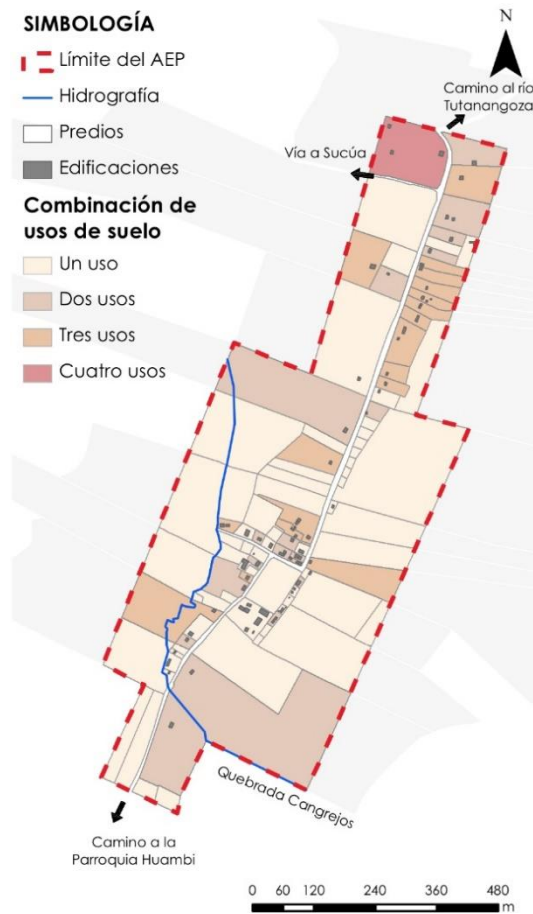 SIMBOLOGÍA
Límite del AEP
Hidrografía
Predios
Edificaciones
Combinación de
usos de suelo
Un uso
Dos usos
Tres usos
Cuatro usos
N
Camino al río
Tutanangoza
Vía a Sucúa
Quebrada Cangrejos
Camino a la
Parroquia Huambi
0 60 120 240 360 480
m